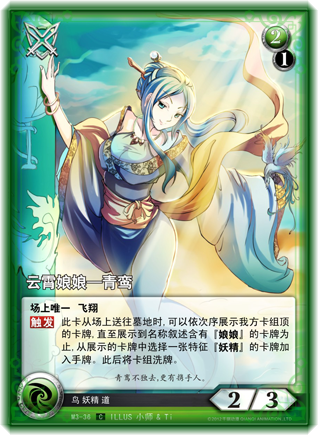 2
1
云霄娘娘—青鸾
场上唯一 飞翔
触发 此卡从场上送往墓地时,可以依次序展示我方卡组顶
的卡牌,直至展示到名称叙述含有『娘娘』的卡牌为
止,从展示的卡牌中选择一张特征『妖精』的卡牌加
入手牌。此后将卡组洗牌。
青鸾不独去,更有携手人。
鸟 妖精 道
2 / 3
M3-36 C ILLUS 小师 & Ti